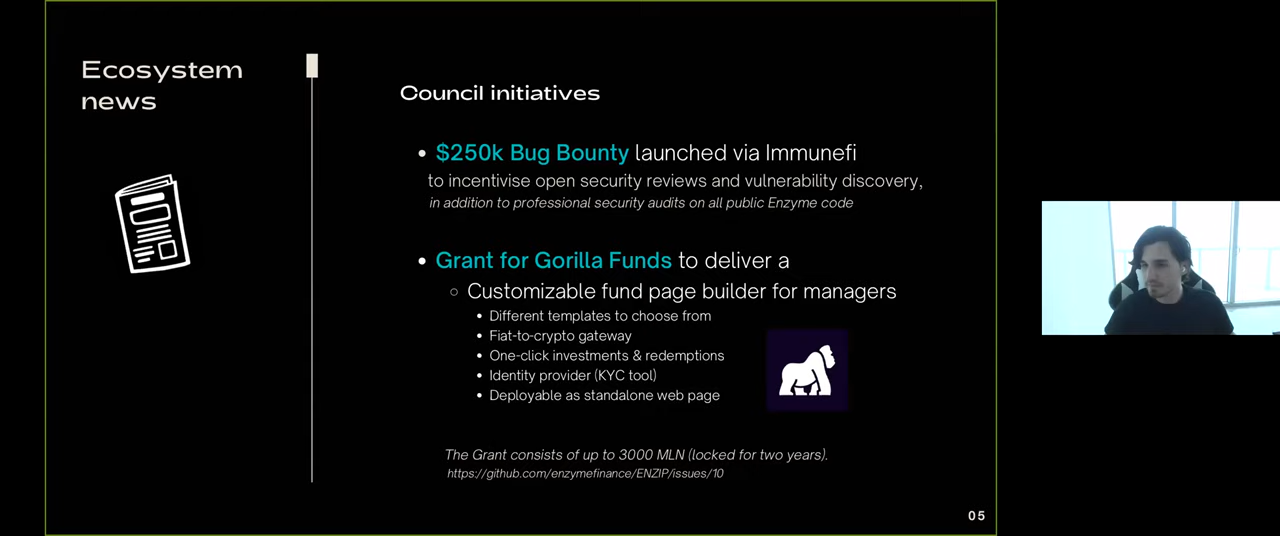 Ecosystem
news
Council initiatives
• $250k Bug Bounty launched via Immunefi
to incentivise open security reviews and vulnerability discovery,
in addition to professional security audits on all public Enzyme code
• Grant for Gorilla Funds to deliver a
○ Customizable fund page builder for managers
• Different templates to choose from
• Fiat-to-crypto gateway
• One-click investments & redemptions
• Identity provider (KYC tool)
• Deployable as standalone web page
The Grant consists of up to 3000 MLN (locked for two years).
https://github.com/enzymefinance/ENZIP/issues/10
05